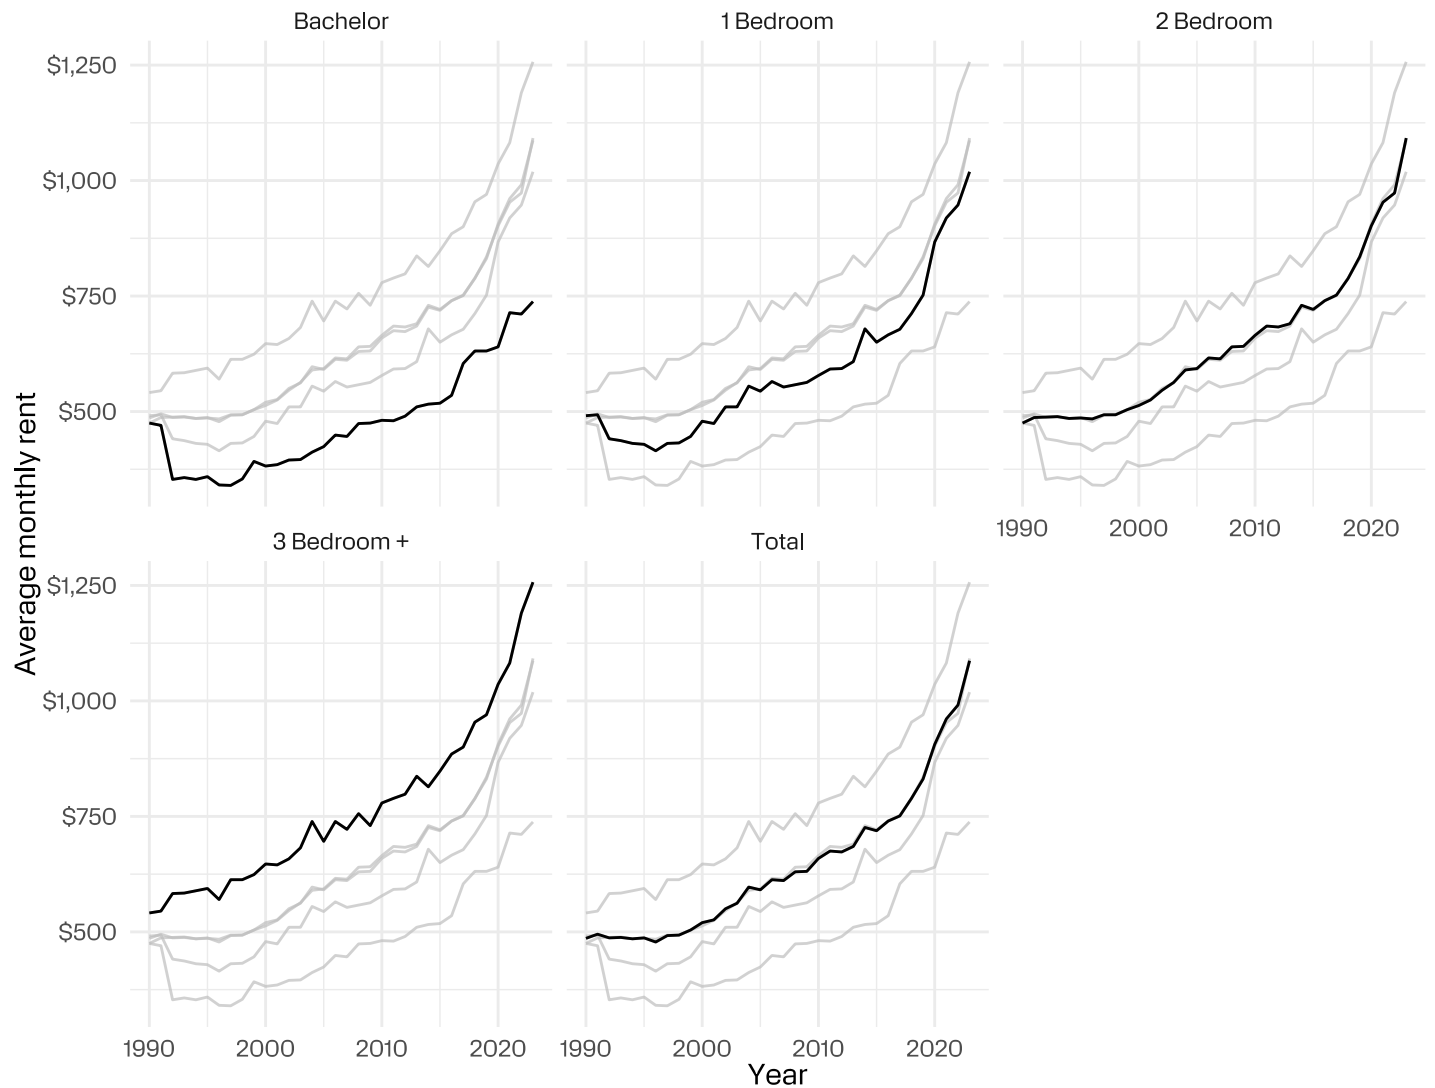 Bachelor
1 Bedroom
2 Bedroom
$1,250
$1,000
$750
$500
1990 2000 2010 2020
3 Bedroom +
Total
$1,250
$1,000
$750
$500
1990 2000 2010 2020
1990 2000 2010 2020
Average monthly rent
Year